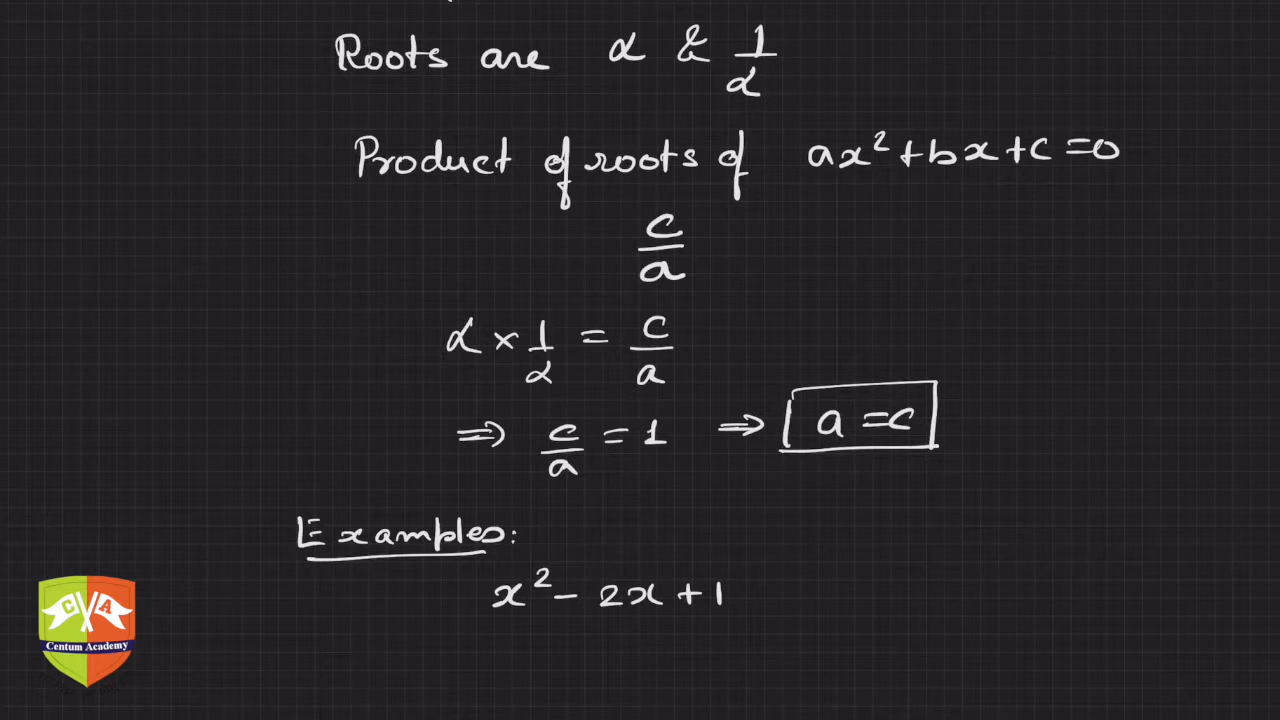 Roots are α & 1/α
Product of roots of ax² + bx + c = 0
c/a
α × 1/α = c/a
⇒ c/a = 1 ⇒ a = c
Examples:
x² − 2x + 1
C A
Centum Academy